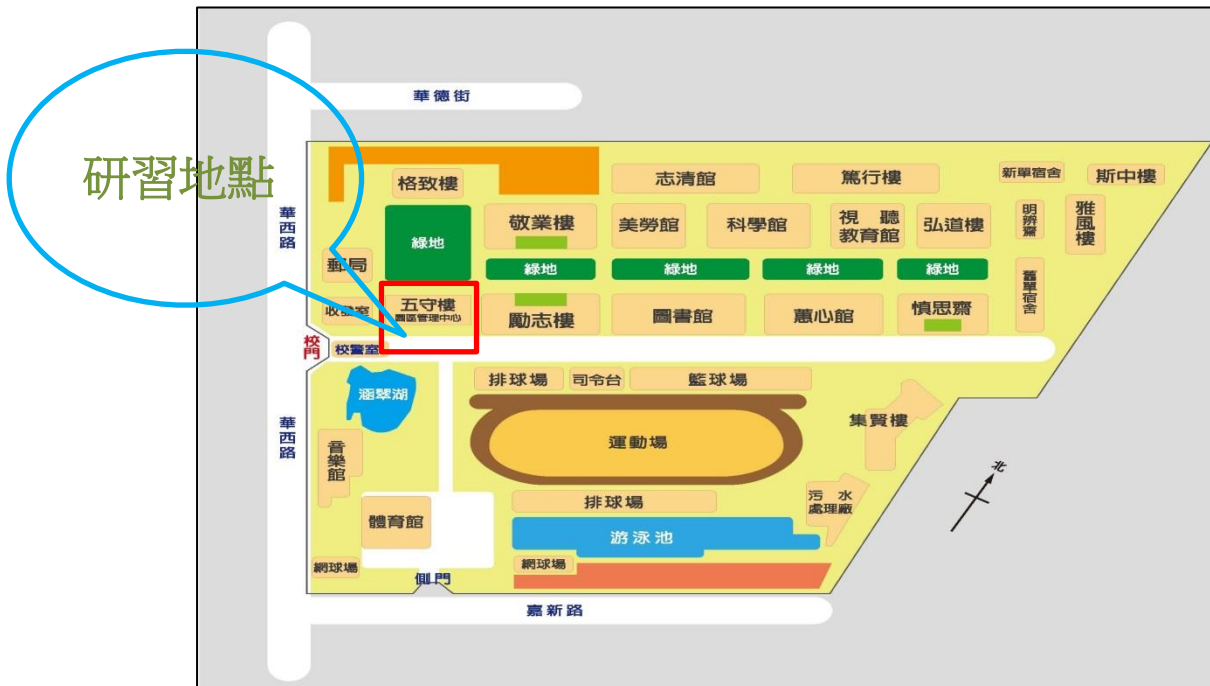 華德街
研習地點
格致樓
志清館
篤行樓
新單宿舍
斯中樓
華西路
敬業樓
美勞館
科學館
視聽
教育館
弘道樓
明辨齋
雅風樓
綠地
郵局
綠地
綠地
綠地
綠地
舊單宿舍
收發室
五守樓
園區管理中心
勵志樓
圖書館
蕙心館
慎思齋
校門
校警室
排球場
司令台
籃球場
涵翠湖
華西路
集賢樓
運動場
音樂館
北
排球場
污水
處理廠
體育館
游泳池
網球場
網球場
側門
嘉新路